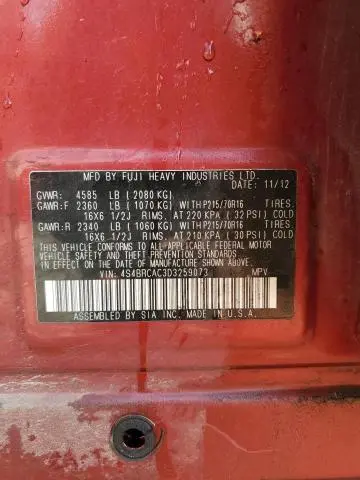 MFD BY FUJI HEAVY INDUSTRIES LTD.
DATE: 11/12
GVWR: 4585 LB (2080 KG)
GAWR:F 2360 LB (1070 KG) WITH P215/70R16 TIRES.
16X6 1/2J RIMS. AT 220 KPA (32 PSI) COLD
GAWR:R 2340 LB (1060 KG) WITH P215/70R16 TIRES.
16X6 1/2J RIMS. AT 210 KPA (30 PSI) COLD
THIS VEHICLE CONFORMS TO ALL APPLICABLE FEDERAL MOTOR
VEHICLE SAFETY AND THEFT PREVENTION STANDARDS IN
EFFECT ON THE DATE OF MANUFACTURE SHOWN ABOVE.
VIN: 4S4BRCAC3D3259073 MPV
ASSEMBLED BY SIA INC. MADE IN U.S.A.